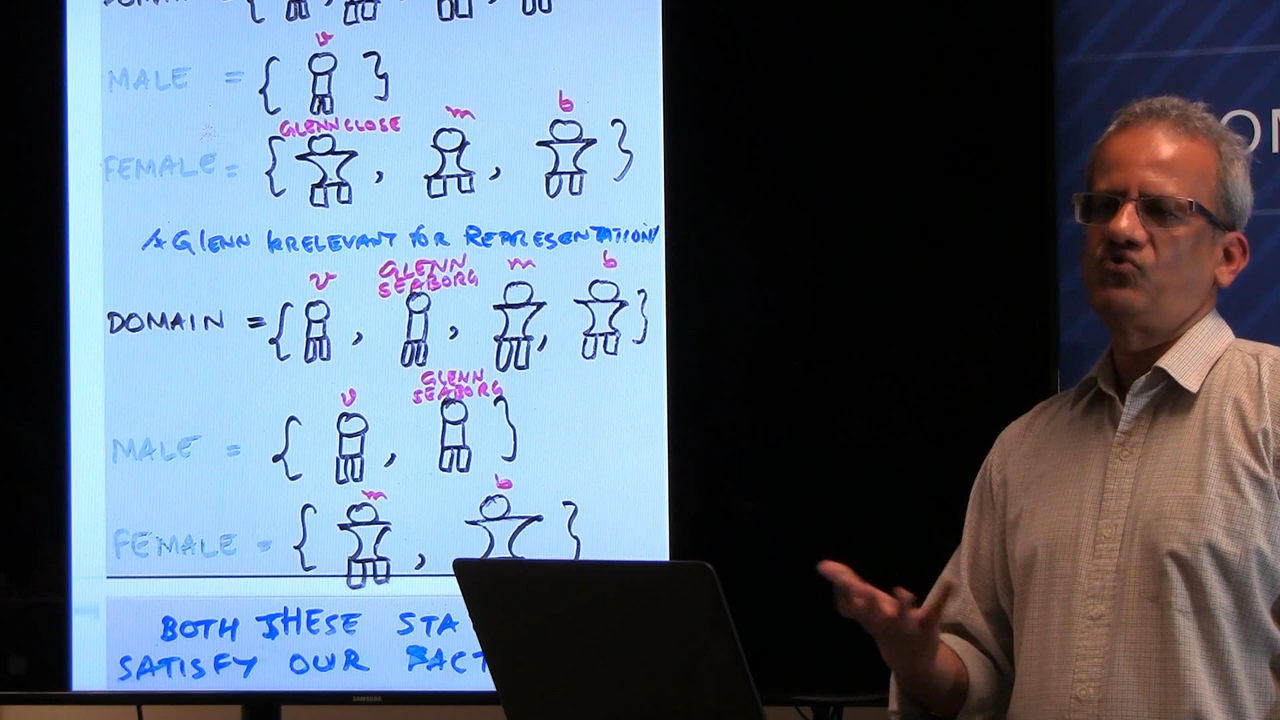 v
MALE = { }
GLENN CLOSE m b
FEMALE = { , , }
GLENN IRRELEVANT FOR REPRESENTATION
v GLENN SEABORG m b
DOMAIN = { , , , }
v GLENN SEABORG
MALE = { , }
m b
FEMALE = { , }
BOTH THESE STA
SATISFY OUR FACT
SAMSUNG